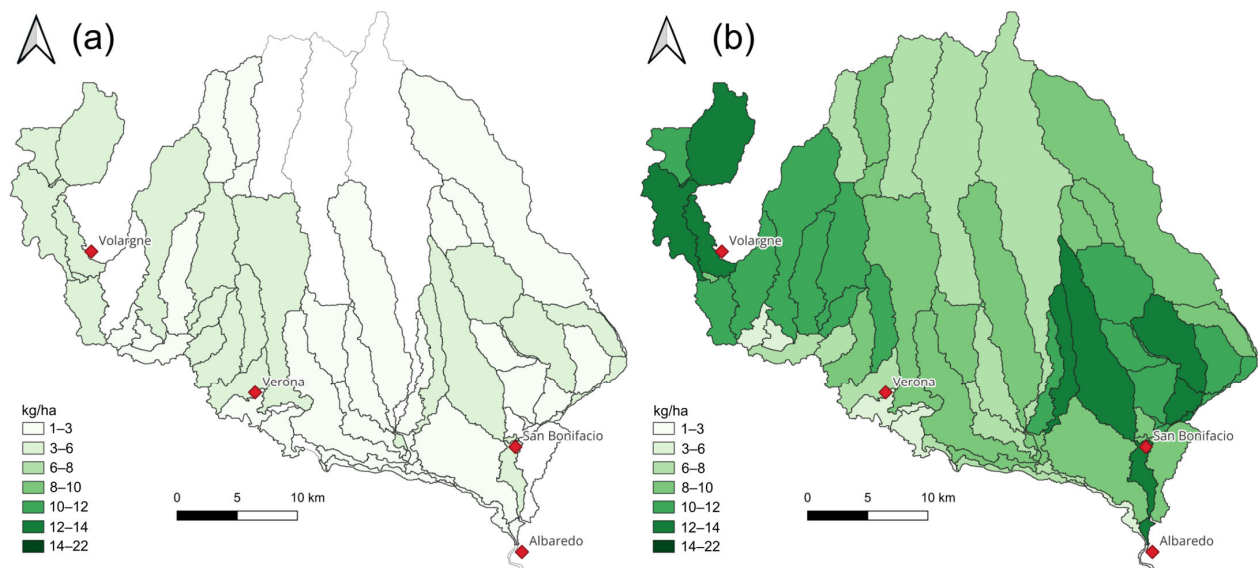 (a)
Volargne
Verona
San Bonifacio
Albaredo
kg/ha
1–3
3–6
6–8
8–10
10–12
12–14
14–22
0 5 10 km
(b)
Volargne
Verona
San Bonifacio
Albaredo
kg/ha
1–3
3–6
6–8
8–10
10–12
12–14
14–22
0 5 10 km